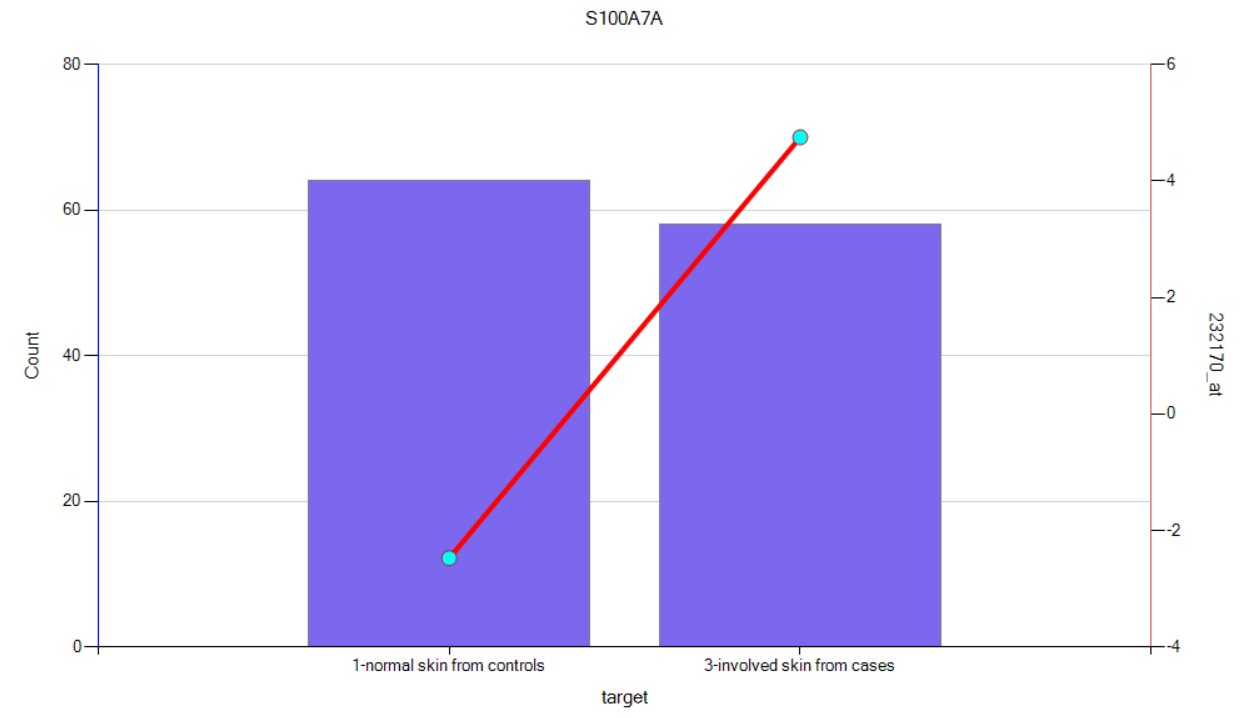 S100A7A
80
60
40
20
0
Count
6
4
2
0
-2
-4
232170_at
1-normal skin from controls
3-involved skin from cases
target